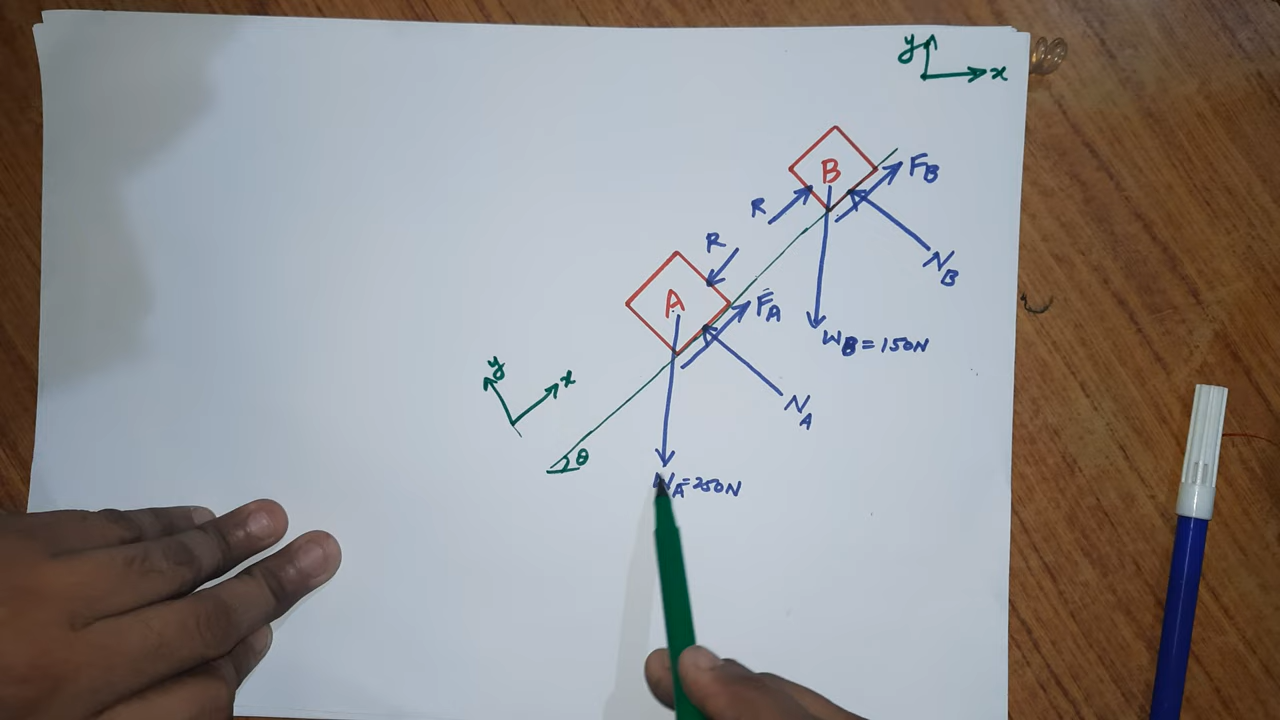 y
x
B
F_B
R
R
N_B
A
F_A
W_B = 150N
y
x
N_A
θ
W_A = 250N